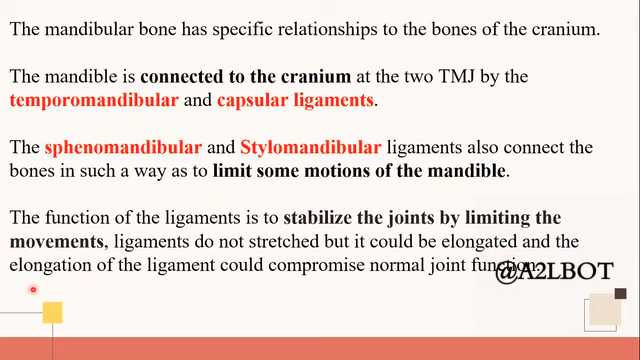 The mandibular bone has specific relationships to the bones of the cranium.
The mandible is connected to the cranium at the two TMJ by the
temporomandibular and capsular ligaments.
The sphenomandibular and Stylomandibular ligaments also connect the
bones in such a way as to limit some motions of the mandible.
The function of the ligaments is to stabilize the joints by limiting the
movements, ligaments do not stretched but it could be elongated and the
elongation of the ligament could compromise normal joint function.
@A2LBOT